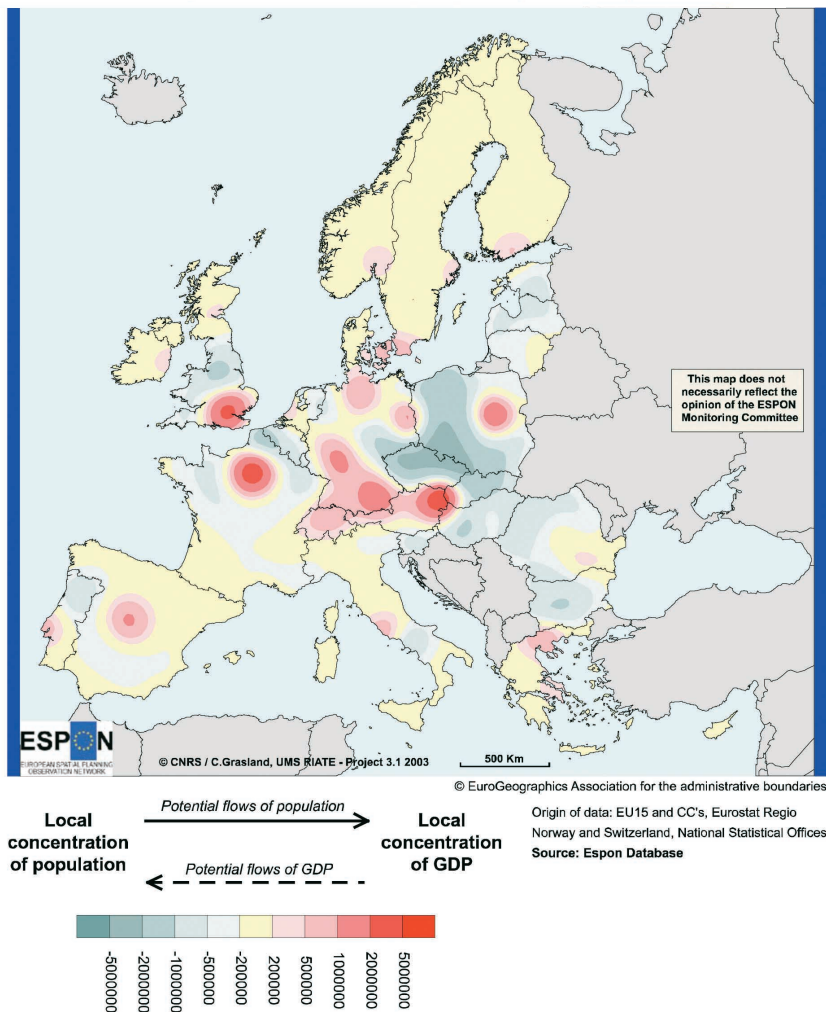 This map does not
necessarily reflect the
opinion of the ESPON
Monitoring Committee
ESPON
EUROPEAN SPATIAL PLANNING
OBSERVATION NETWORK
© CNRS / C.Grasland, UMS RIATE - Project 3.1 2003
500 Km
© EuroGeographics Association for the administrative boundaries
Local
concentration
of population
Potential flows of population
Potential flows of GDP
Local
concentration
of GDP
Origin of data: EU15 and CC's, Eurostat Regio
Norway and Switzerland, National Statistical Offices
Source: Espon Database
-5000000
-2000000
-1000000
-500000
-200000
200000
500000
1000000
2000000
5000000